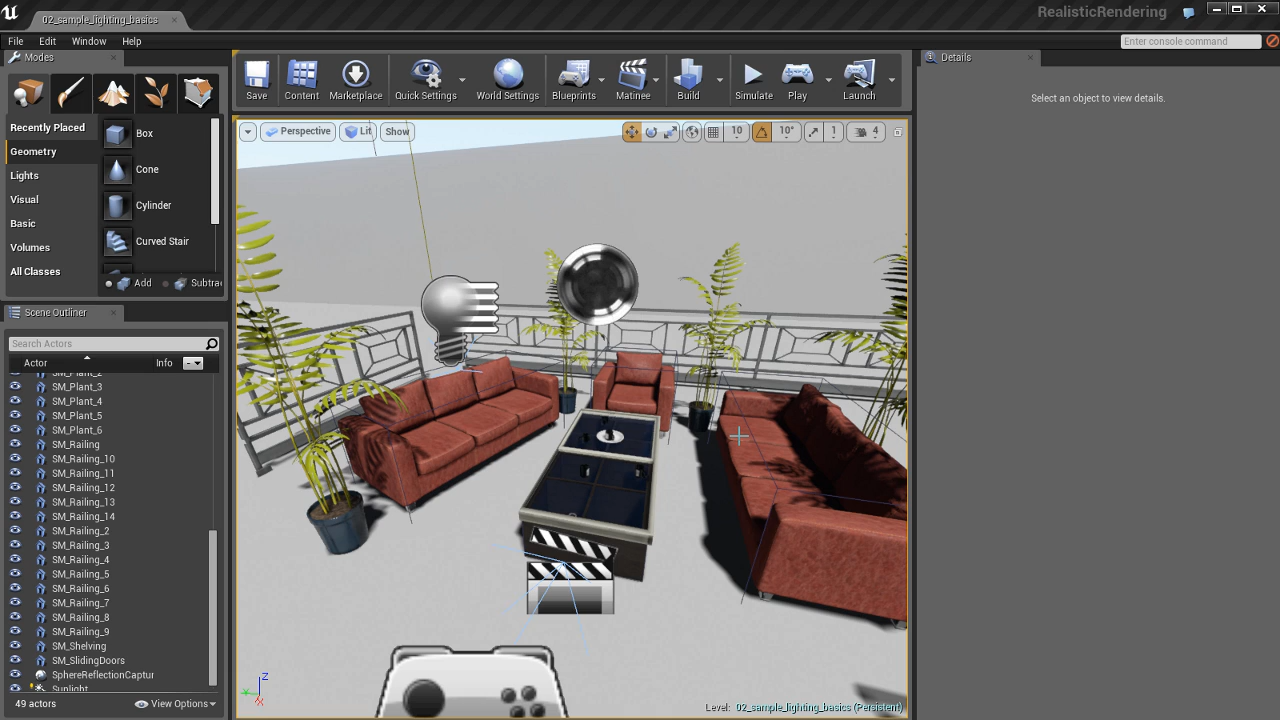 02_sample_lighting_basics
RealisticRendering
File Edit Window Help
Enter console command
Modes
Details
Save Content Marketplace Quick Settings World Settings Blueprints Matinee Build Simulate Play Launch
Select an object to view details.
Recently Placed
Geometry
Lights
Visual
Basic
Volumes
All Classes
Box
Cone
Cylinder
Curved Stair
Add Subtra
Perspective Lit Show
10 10° 1 4
Scene Outliner
Search Actors
Actor Info
SM_Plant_2
SM_Plant_3
SM_Plant_4
SM_Plant_5
SM_Plant_6
SM_Railing
SM_Railing_10
SM_Railing_11
SM_Railing_12
SM_Railing_13
SM_Railing_14
SM_Railing_2
SM_Railing_3
SM_Railing_4
SM_Railing_5
SM_Railing_6
SM_Railing_7
SM_Railing_8
SM_Railing_9
SM_Shelving
SM_SlidingDoors
SphereReflectionCaptur
Sunlight
49 actors View Options
Z
Y
X
Level: 02_sample_lighting_basics (Persistent)